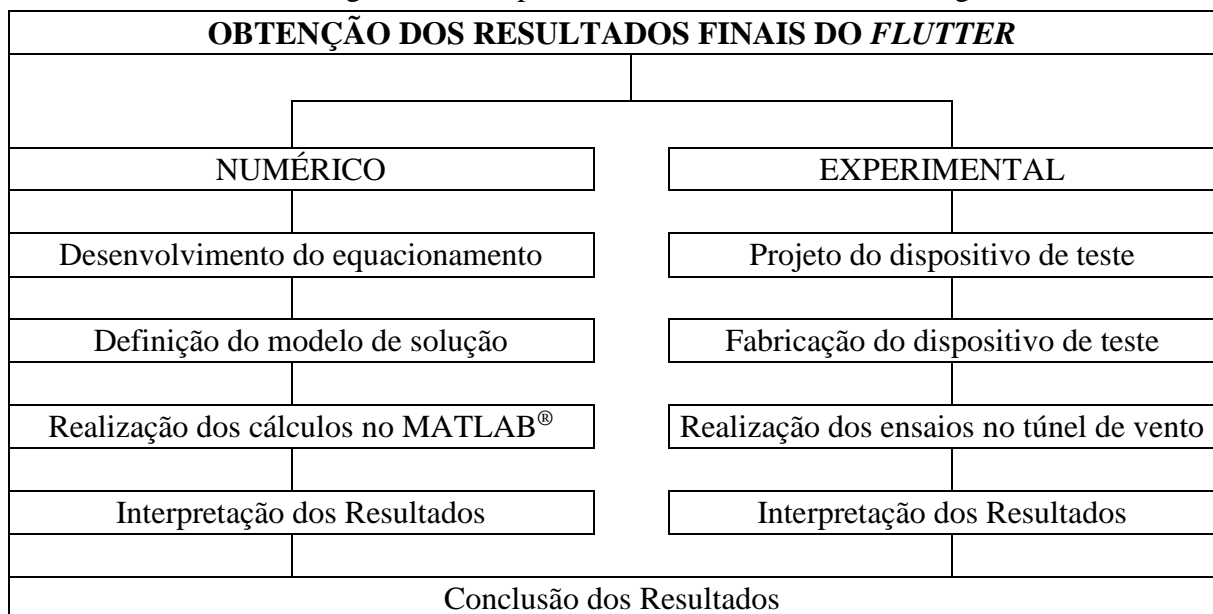 OBTENÇÃO DOS RESULTADOS FINAIS DO FLUTTER
NUMÉRICO
EXPERIMENTAL
Desenvolvimento do equacionamento
Projeto do dispositivo de teste
Definição do modelo de solução
Fabricação do dispositivo de teste
Realização dos cálculos no MATLAB®
Realização dos ensaios no túnel de vento
Interpretação dos Resultados
Interpretação dos Resultados
Conclusão dos Resultados